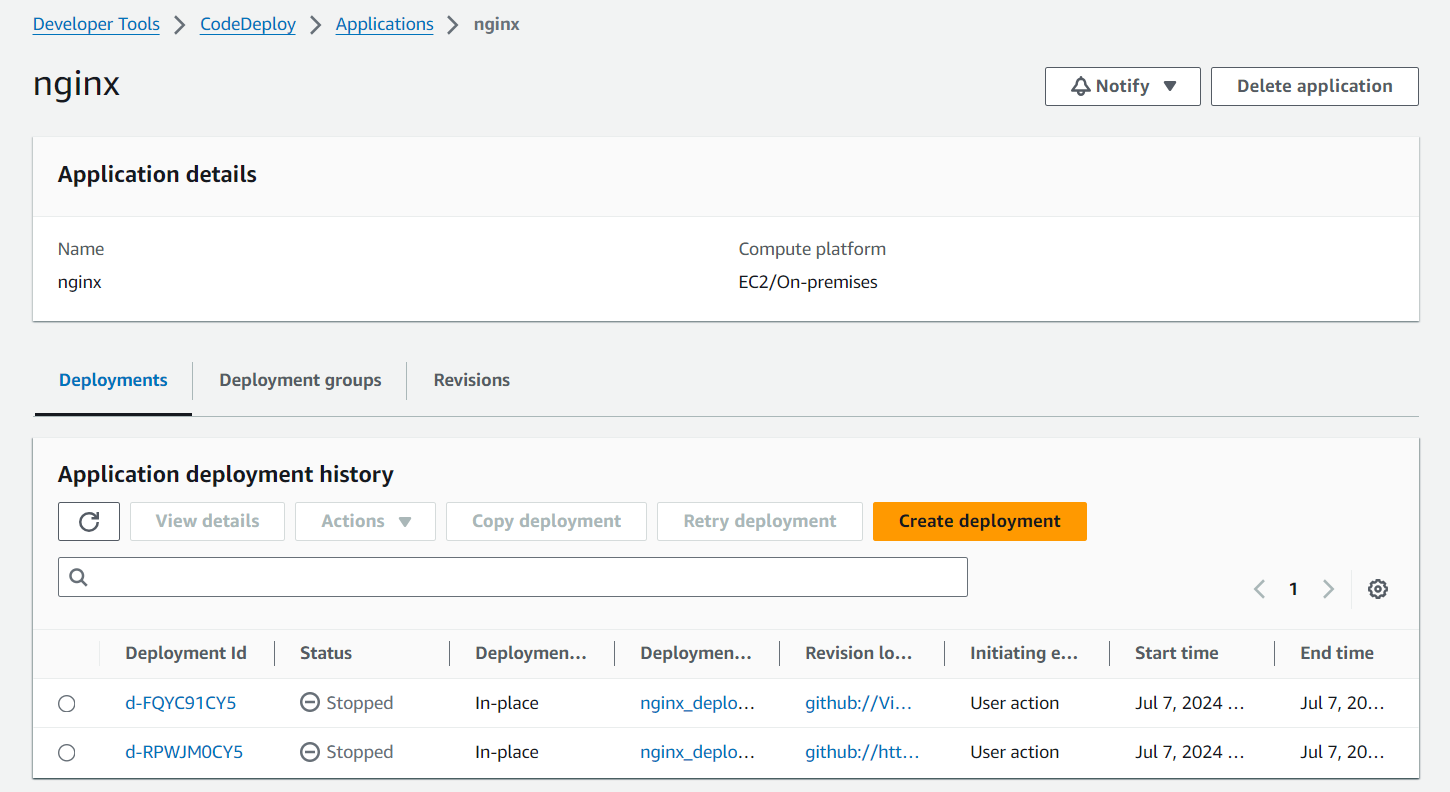 Developer Tools > CodeDeploy > Applications > nginx
nginx
Notify Delete application
Application details
Name Compute platform
nginx EC2/On-premises
Deployments Deployment groups Revisions
Application deployment history
View details Actions Copy deployment Retry deployment Create deployment
1
Deployment Id Status Deploymen... Deploymen... Revision lo... Initiating e... Start time End time
d-FQYC91CY5 Stopped In-place nginx_deplo... github://Vi... User action Jul 7, 2024 ... Jul 7, 20...
d-RPWJM0CY5 Stopped In-place nginx_deplo... github://htt... User action Jul 7, 2024 ... Jul 7, 20...